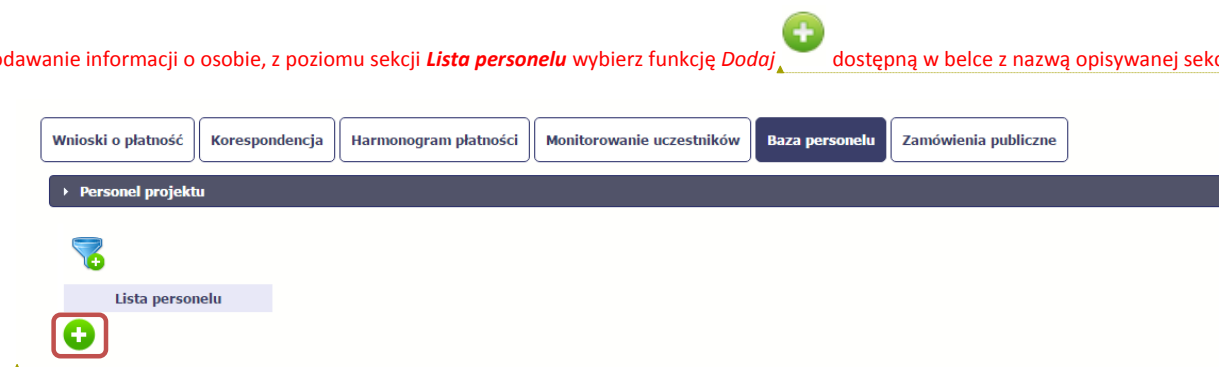 odawanie informacji o osobie, z poziomu sekcji Lista personelu wybierz funkcję Dodaj dostępną w belce z nazwą opisywanej sekc
Wnioski o płatność Korespondencja Harmonogram płatności Monitorowanie uczestników Baza personelu Zamówienia publiczne
Personel projektu
Lista personelu